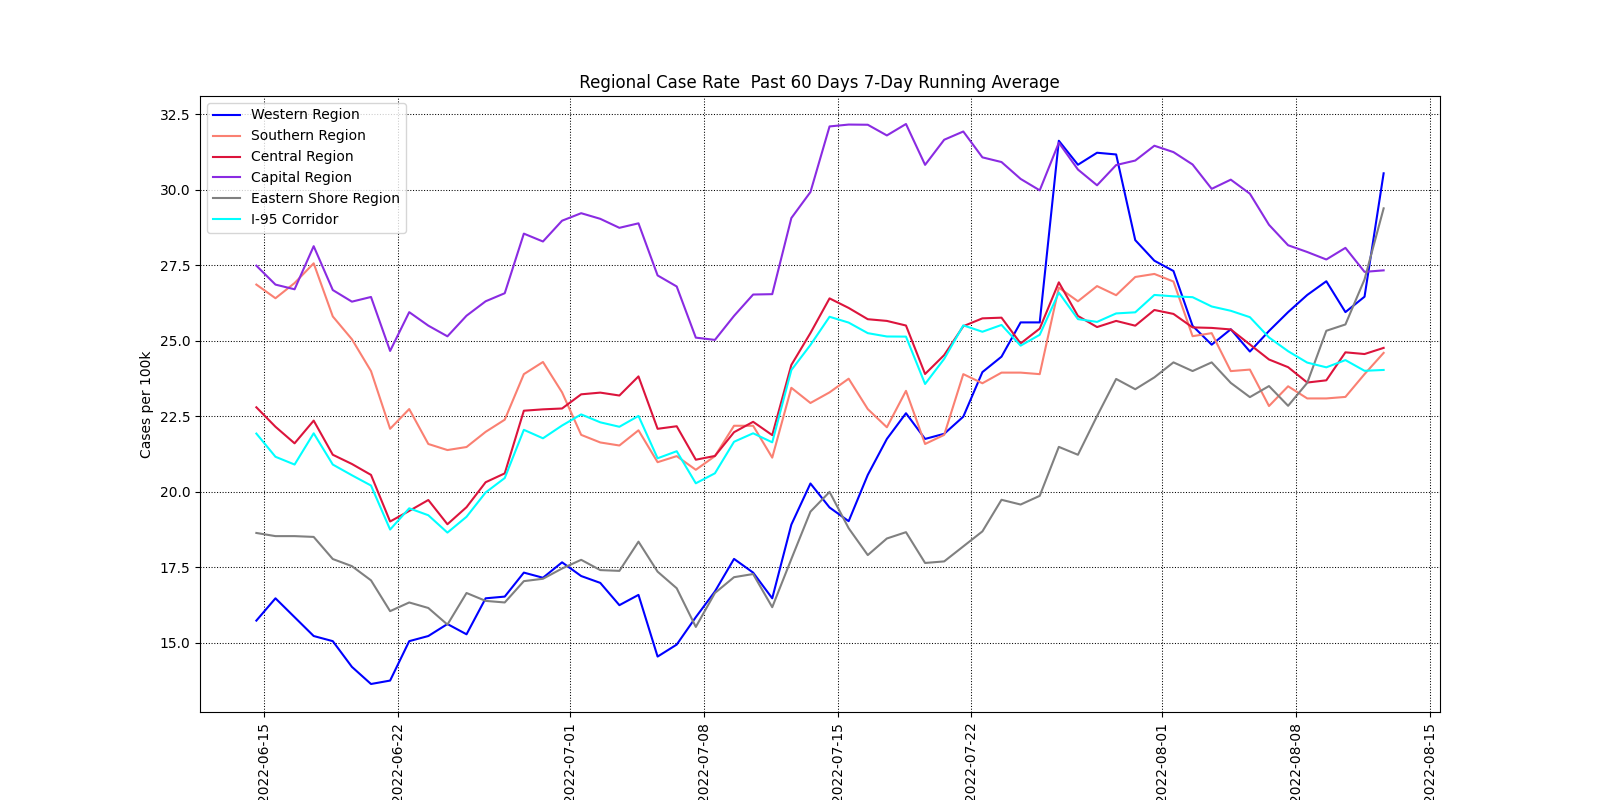 Regional Case Rate  Past 60 Days 7-Day Running Average
32.5
30.0
27.5
25.0
22.5
20.0
17.5
15.0
Cases per 100k
Western Region
Southern Region
Central Region
Capital Region
Eastern Shore Region
I-95 Corridor
2022-06-15
2022-06-22
2022-07-01
2022-07-08
2022-07-15
2022-07-22
2022-08-01
2022-08-08
2022-08-15